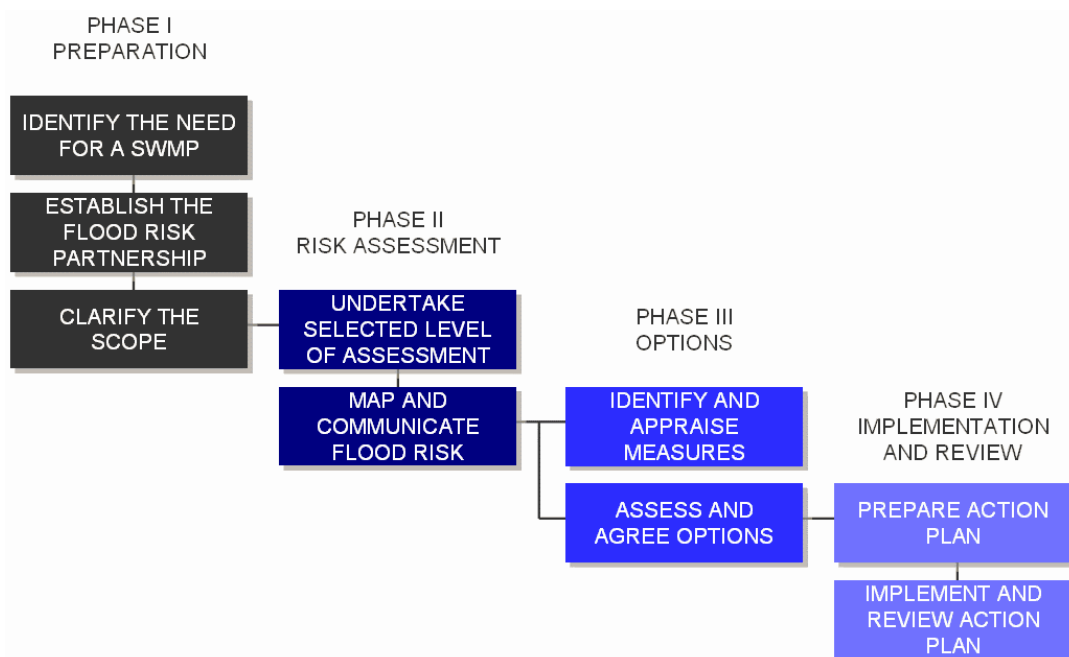 PHASE I
PREPARATION
IDENTIFY THE NEED
FOR A SWMP
ESTABLISH THE
FLOOD RISK
PARTNERSHIP
CLARIFY THE
SCOPE
PHASE II
RISK ASSESSMENT
UNDERTAKE
SELECTED LEVEL
OF ASSESSMENT
MAP AND
COMMUNICATE
FLOOD RISK
PHASE III
OPTIONS
IDENTIFY AND
APPRAISE
MEASURES
ASSESS AND
AGREE OPTIONS
PHASE IV
IMPLEMENTATION
AND REVIEW
PREPARE ACTION
PLAN
IMPLEMENT AND
REVIEW ACTION
PLAN